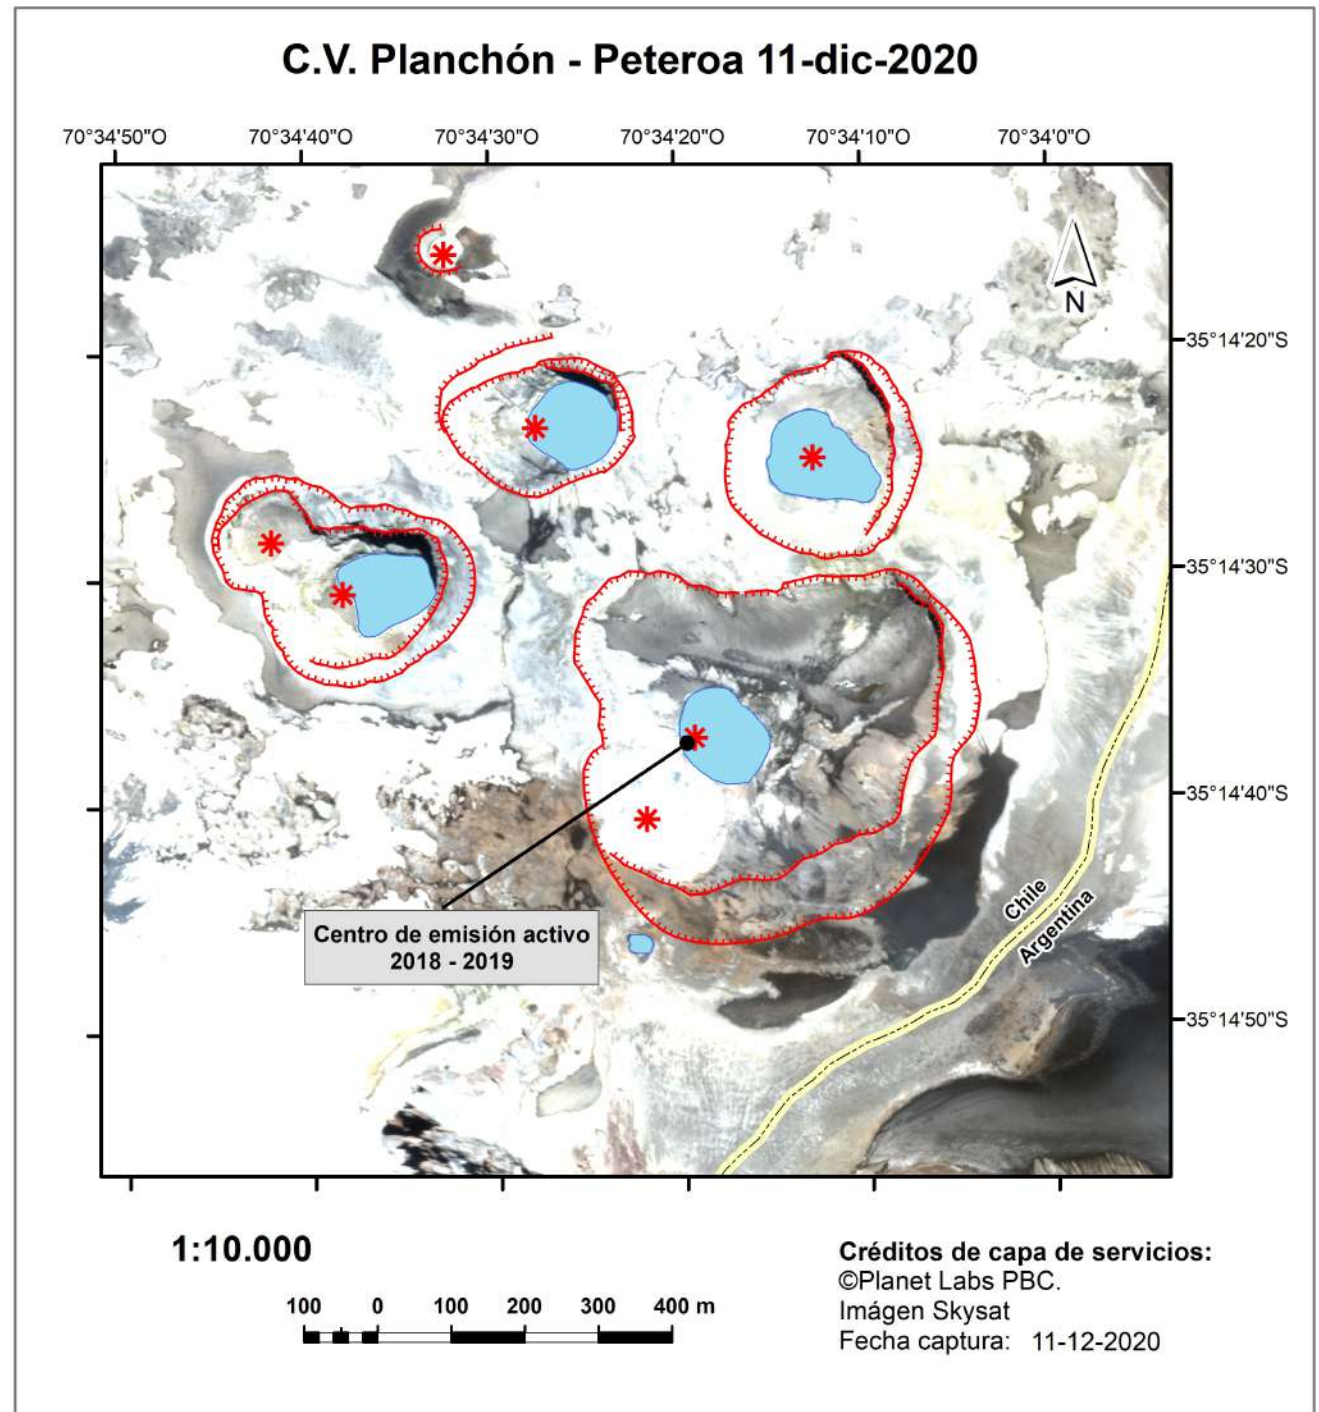 C.V. Planchón - Peteroa 11-dic-2020
70°34'50"O 70°34'40"O 70°34'30"O 70°34'20"O 70°34'10"O 70°34'0"O
N
35°14'20"S
35°14'30"S
35°14'40"S
Chile
Argentina
Centro de emisión activo
2018 - 2019
35°14'50"S
1:10.000
100 0 100 200 300 400 m
Créditos de capa de servicios:
©Planet Labs PBC.
Imágen Skysat
Fecha captura: 11-12-2020